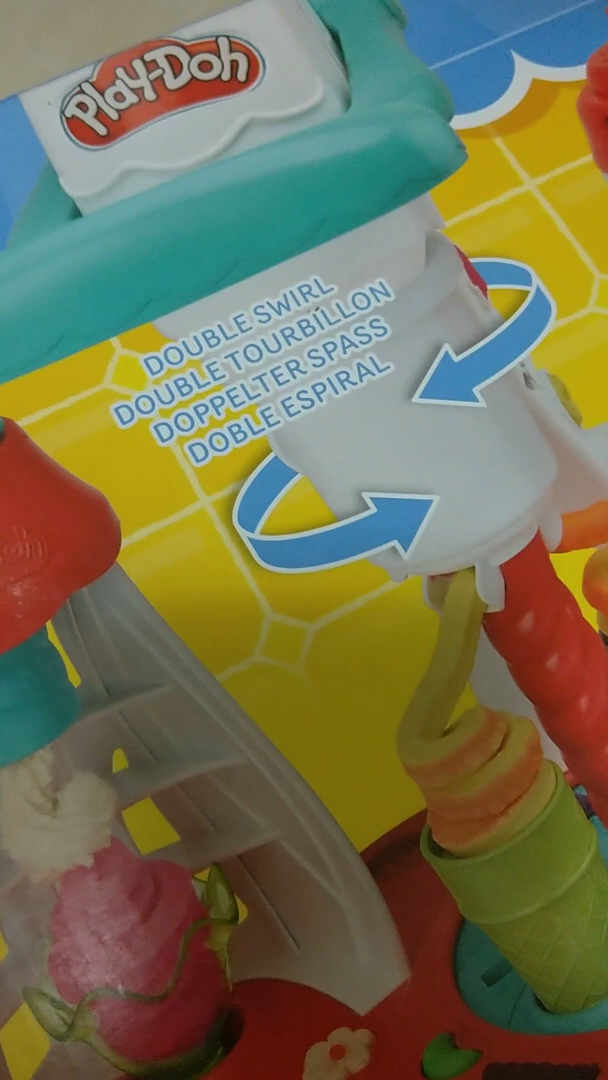 PLAY-DOH
DOUBLE SWIRL
DOUBLE TOURBILLON
DOPPELTER SPASS
DOBLE ESPIRAL